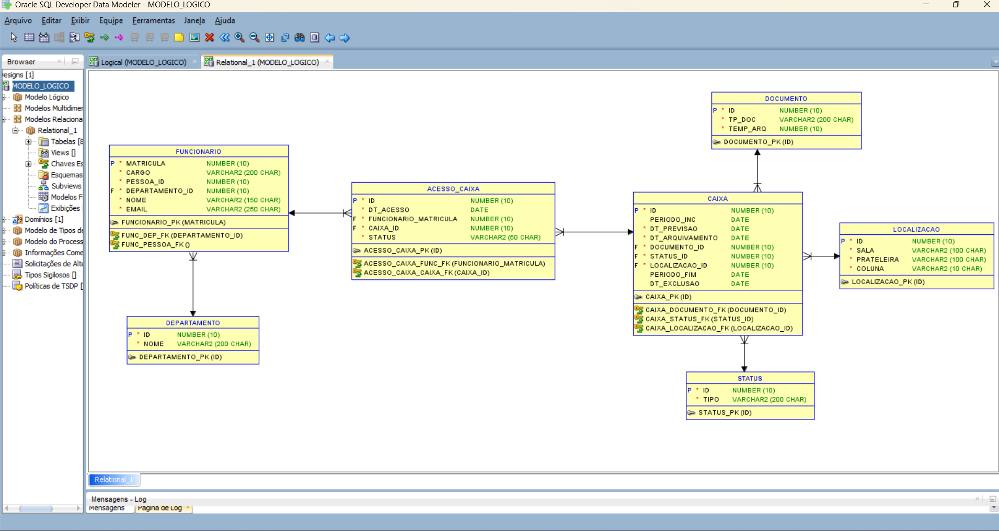 Oracle SQL Developer Data Modeler - MODELO_LOGICO
Arquivo Editar Exibir Equipe Ferramentas Janela Ajuda
Browser
esigns [1]
MODELO_LOGICO
Modelo Lógico
Modelos Multidimer
Modelos Relaciona
Relational_1
Tabelas [8
Views []
Chaves Es
Esquemas
Subviews
Modelos F
Exibições
Domínios [1]
Modelo de Tipos de
Modelo do Process
Informações Come
Solicitações de Alte
Tipos Sigilosos []
Políticas de TSDP [
Logical (MODELO_LOGICO)
Relational_1 (MODELO_LOGICO)
FUNCIONARIO
P * MATRICULA NUMBER (10)
* CARGO VARCHAR2 (200 CHAR)
* PESSOA_ID NUMBER (10)
F * DEPARTAMENTO_ID NUMBER (10)
* NOME VARCHAR2 (150 CHAR)
* EMAIL VARCHAR2 (250 CHAR)
FUNCIONARIO_PK (MATRICULA)
FUNC_DEP_FK (DEPARTAMENTO_ID)
FUNC_PESSOA_FK ()
DEPARTAMENTO
P * ID NUMBER (10)
* NOME VARCHAR2 (200 CHAR)
DEPARTAMENTO_PK (ID)
ACESSO_CAIXA
P * ID NUMBER (10)
* DT_ACESSO DATE
F * FUNCIONARIO_MATRICULA NUMBER (10)
F * CAIXA_ID NUMBER (10)
* STATUS VARCHAR2 (50 CHAR)
ACESSO_CAIXA_PK (ID)
ACESSO_CAIXA_FUNC_FK (FUNCIONARIO_MATRICULA)
ACESSO_CAIXA_CAIXA_FK (CAIXA_ID)
DOCUMENTO
P * ID NUMBER (10)
* TP_DOC VARCHAR2 (200 CHAR)
* TEMP_ARQ NUMBER (10)
DOCUMENTO_PK (ID)
CAIXA
P * ID NUMBER (10)
PERIODO_INC DATE
* DT_PREVISAO DATE
* DT_ARQUIVAMENTO DATE
F * DOCUMENTO_ID NUMBER (10)
F * STATUS_ID NUMBER (10)
F * LOCALIZACAO_ID NUMBER (10)
PERIODO_FIM DATE
DT_EXCLUSAO DATE
CAIXA_PK (ID)
CAIXA_DOCUMENTO_FK (DOCUMENTO_ID)
CAIXA_STATUS_FK (STATUS_ID)
CAIXA_LOCALIZACAO_FK (LOCALIZACAO_ID)
LOCALIZACAO
P * ID NUMBER (10)
* SALA VARCHAR2 (100 CHAR)
* PRATELEIRA VARCHAR2 (100 CHAR)
* COLUNA VARCHAR2 (10 CHAR)
LOCALIZACAO_PK (ID)
STATUS
P * ID NUMBER (10)
* TIPO VARCHAR2 (200 CHAR)
STATUS_PK (ID)
Relational_1
Mensagens - Log
Mensagens
Página de Log